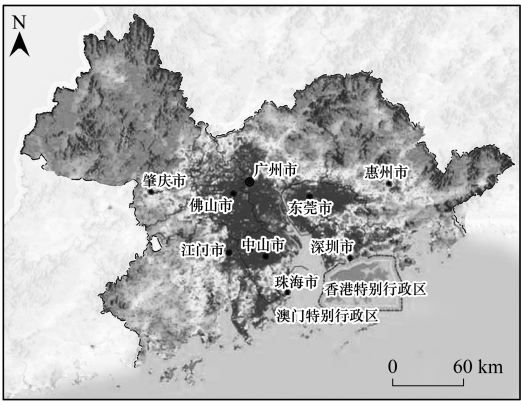 N
广州市
肇庆市
惠州市
佛山市
东莞市
江门市
中山市
深圳市
珠海市
香港特别行政区
澳门特别行政区
0
60 km